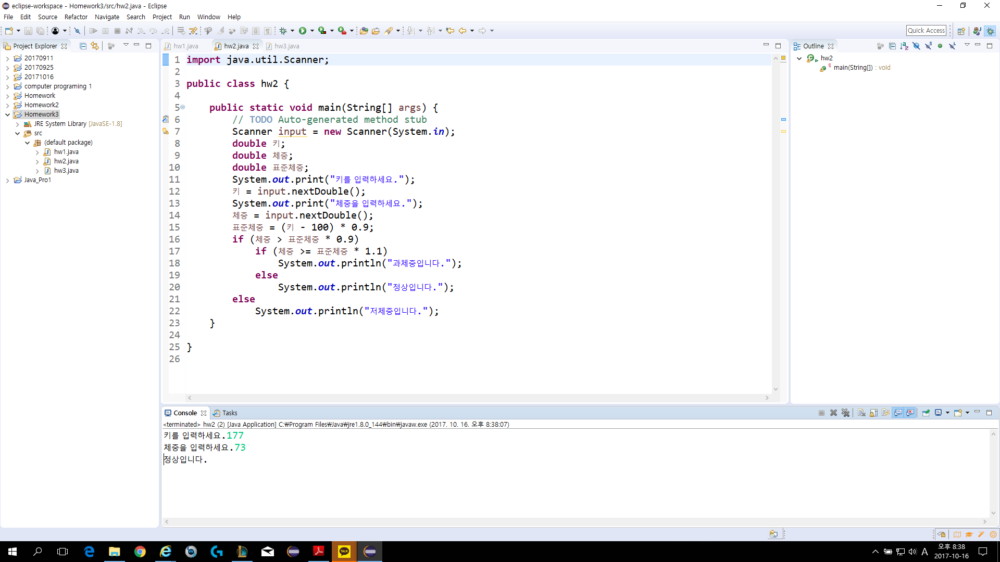 eclipse-workspace - Homework3/src/hw2.java - Eclipse
File Edit Source Refactor Navigate Search Project Run Window Help
Quick Access
Project Explorer
20170911
20170925
20171016
computer programing 1
Homework
Homework2
Homework3
JRE System Library [JavaSE-1.8]
src
(default package)
hw1.java
hw2.java
hw3.java
Java_Pro1
hw1.java hw2.java hw3.java
1 import java.util.Scanner;
2
3 public class hw2 {
4
5 public static void main(String[] args) {
6 // TODO Auto-generated method stub
7 Scanner input = new Scanner(System.in);
8 double 키;
9 double 체중;
10 double 표준체중;
11 System.out.print("키를 입력하세요.");
12 키 = input.nextDouble();
13 System.out.print("체중을 입력하세요.");
14 체중 = input.nextDouble();
15 표준체중 = (키 - 100) * 0.9;
16 if (체중 > 표준체중 * 0.9)
17 if (체중 >= 표준체중 * 1.1)
18 System.out.println("과체중입니다.");
19 else
20 System.out.println("정상입니다.");
21 else
22 System.out.println("저체중입니다.");
23 }
24
25 }
26
Outline
hw2
main(String[]) : void
Console Tasks
<terminated> hw2 (2) [Java Application] C:₩Program Files₩Java₩jre1.8.0_144₩bin₩javaw.exe (2017. 10. 16. 오후 8:38:07)
키를 입력하세요.177
체중을 입력하세요.73
정상입니다.
TALK
A
오후 8:38
2017-10-16